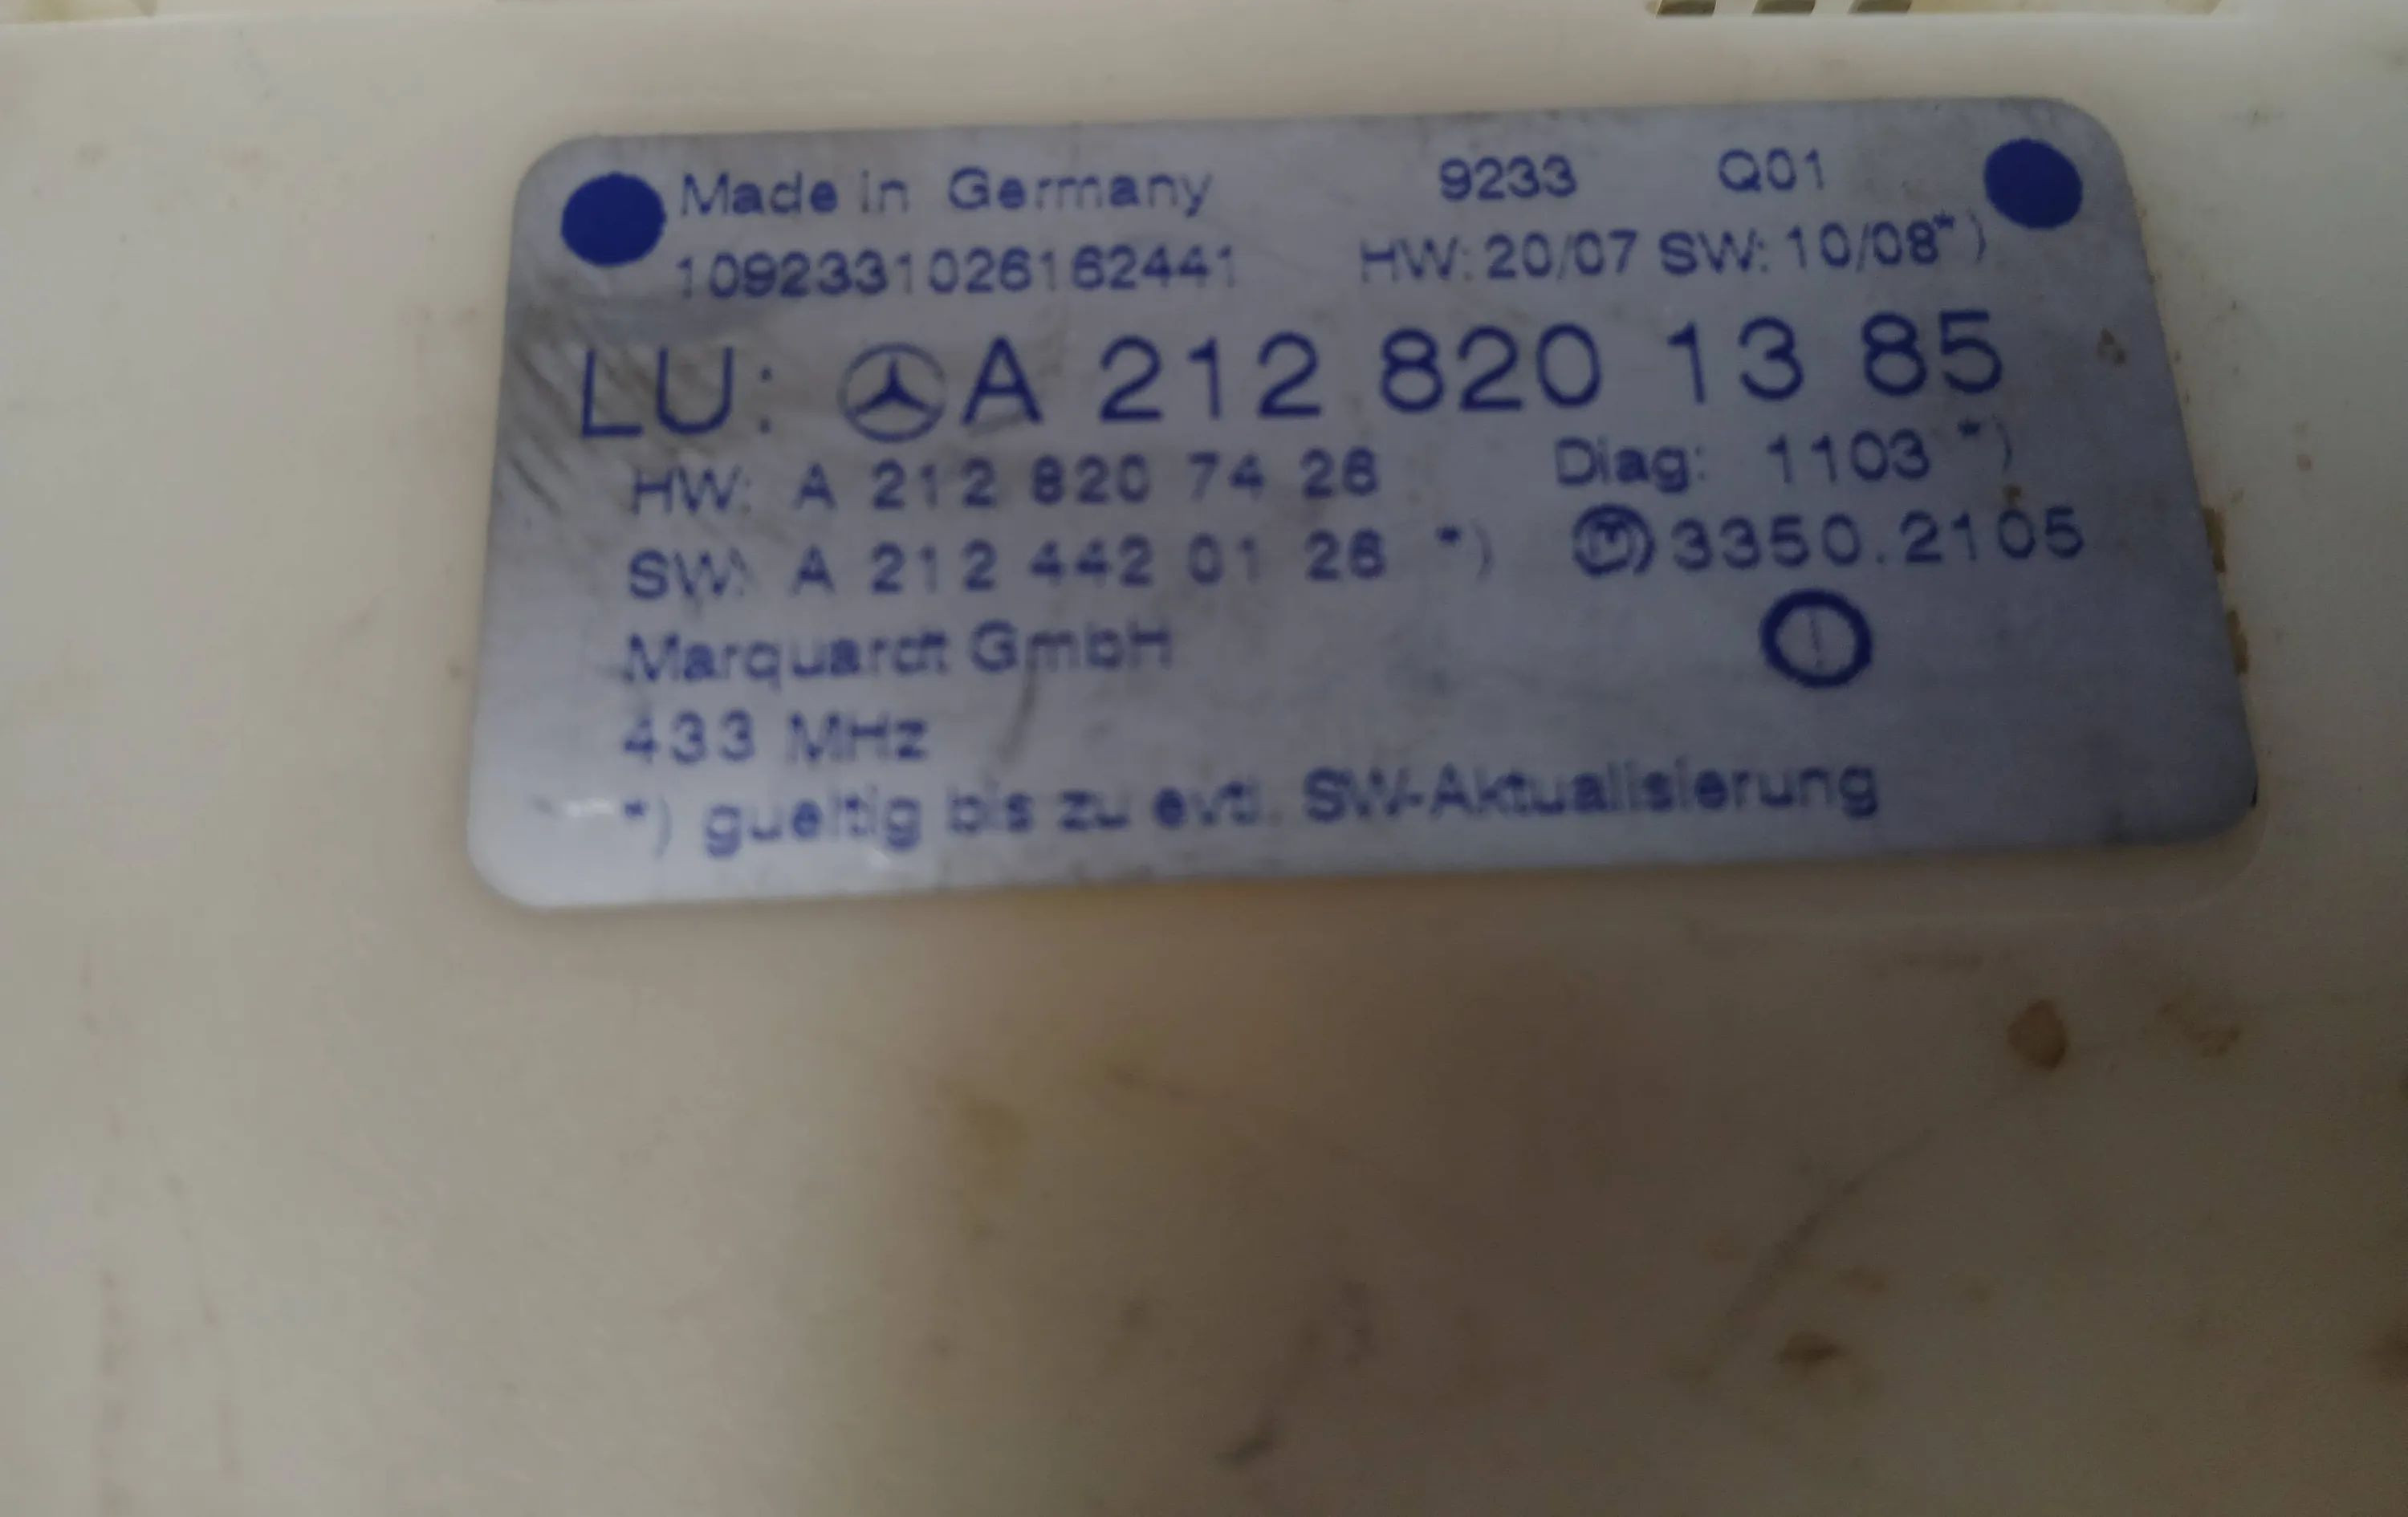 Made in Germany 9233 Q01
1092331026162441 HW: 20/07 SW: 10/08*)
LU: A 212 820 13 85
HW: A 212 820 74 26 Diag: 1103 *)
SW: A 212 442 01 26 *) M 3350.2105
Marquardt GmbH
433 MHz
*) gueltig bis zu evtl. SW-Aktualisierung